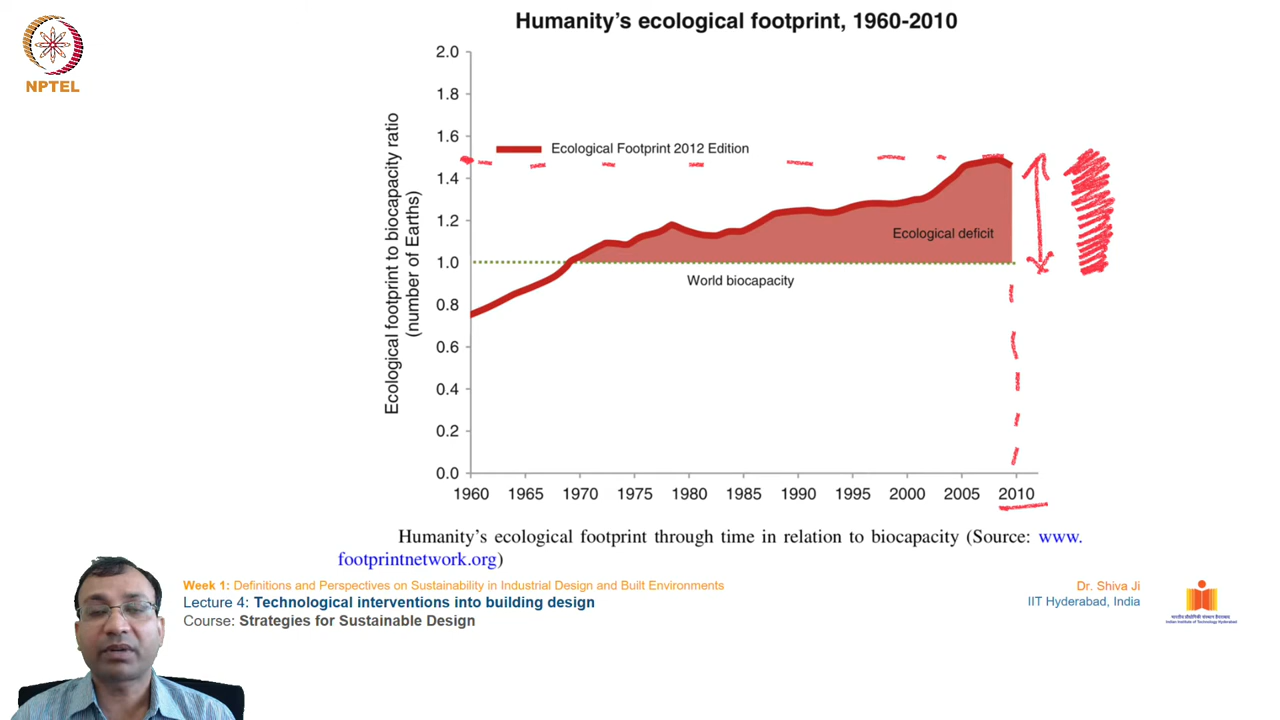 Humanity's ecological footprint, 1960-2010
NPTEL
Ecological footprint to biocapacity ratio
(number of Earths)
2.0
1.8
1.6
1.4
1.2
1.0
0.8
0.6
0.4
0.2
0.0
Ecological Footprint 2012 Edition
Ecological deficit
World biocapacity
1960 1965 1970 1975 1980 1985 1990 1995 2000 2005 2010
Humanity's ecological footprint through time in relation to biocapacity (Source: www.
footprintnetwork.org)
Week 1: Definitions and Perspectives on Sustainability in Industrial Design and Built Environments
Lecture 4: Technological interventions into building design
Course: Strategies for Sustainable Design
Dr. Shiva Ji
IIT Hyderabad, India
Indian Institute of Technology Hyderabad